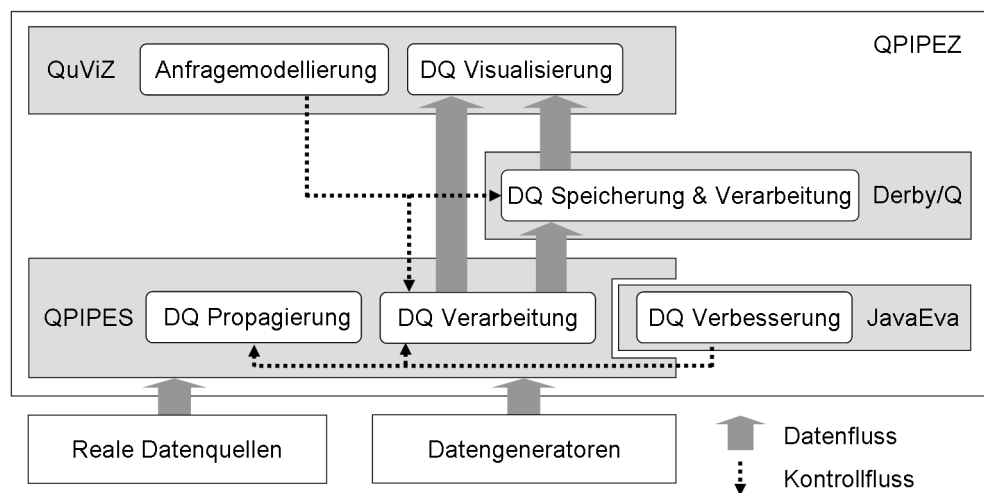 QPIPEZ
QuViZ
Anfragemodellierung
DQ Visualisierung
DQ Speicherung & Verarbeitung
Derby/Q
QPIPES
DQ Propagierung
DQ Verarbeitung
DQ Verbesserung
JavaEva
Reale Datenquellen
Datengeneratoren
Datenfluss
Kontrollfluss